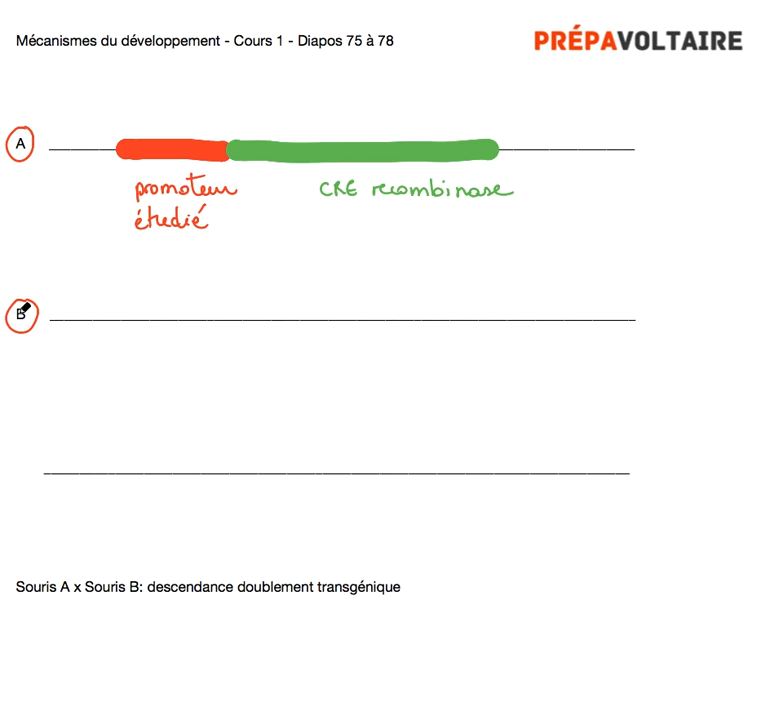 Mécanismes du développement - Cours 1 - Diapos 75 à 78
PRÉPAVOLTAIRE
A
promoteur
étudié
CRE recombinase
B
Souris A x Souris B: descendance doublement transgénique